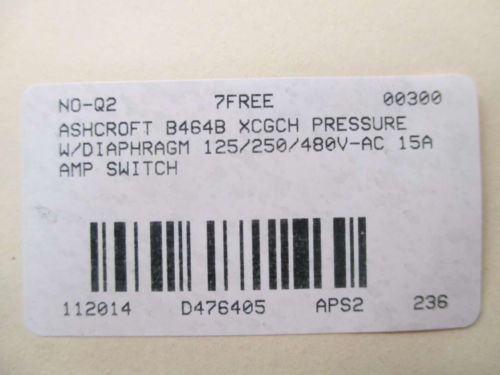 NO-Q2 7FREE 00300
ASHCROFT B464B XCGCH PRESSURE
W/DIAPHRAGM 125/250/480V-AC 15A
AMP SWITCH
112014 D476405 APS2 236